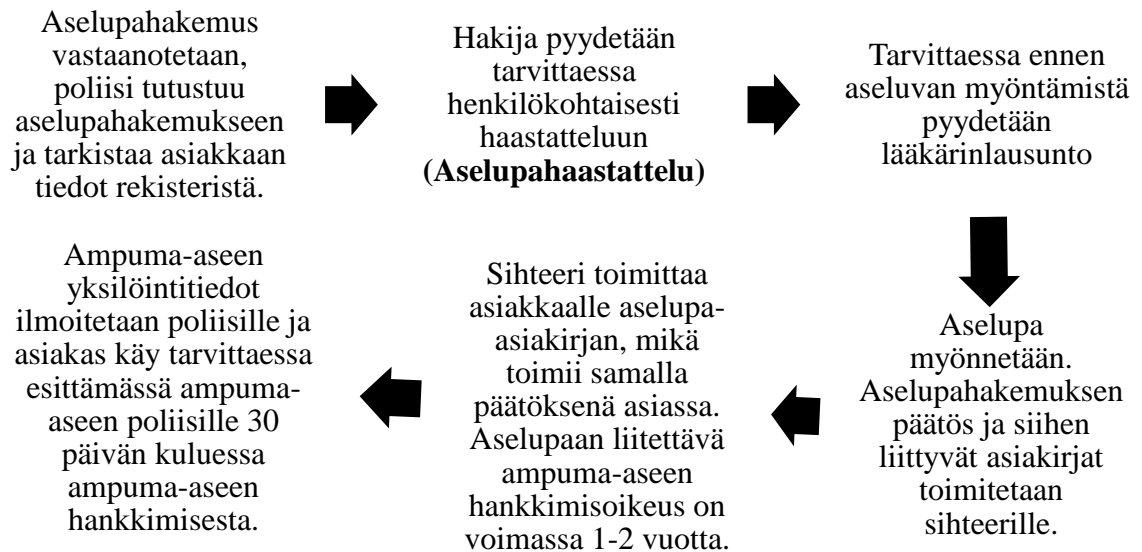 Aselupahakemus
vastaanotetaan,
poliisi tutustuu
aselupahakemukseen
ja tarkistaa asiakkaan
tiedot rekisteristä.
Hakija pyydetään
tarvittaessa
henkilökohtaisesti
haastatteluun
(Aselupahaastattelu)
Tarvittaessa ennen
aseluvan myöntämistä
pyydetään
lääkärinlausunto
Aselupa
myönnetään.
Aselupahakemuksen
päätös ja siihen
liittyvät asiakirjat
toimitetaan
sihteerille.
Sihteeri toimittaa
asiakkaalle aselupa-
asiakirjan, mikä
toimii samalla
päätöksenä asiassa.
Aselupaan liitettävä
ampuma-aseen
hankkimisoikeus on
voimassa 1-2 vuotta.
Ampuma-aseen
yksilöintitiedot
ilmoitetaan poliisille ja
asiakas käy tarvittaessa
esittämässä ampuma-
aseen poliisille 30
päivän kuluessa
ampuma-aseen
hankkimisesta.